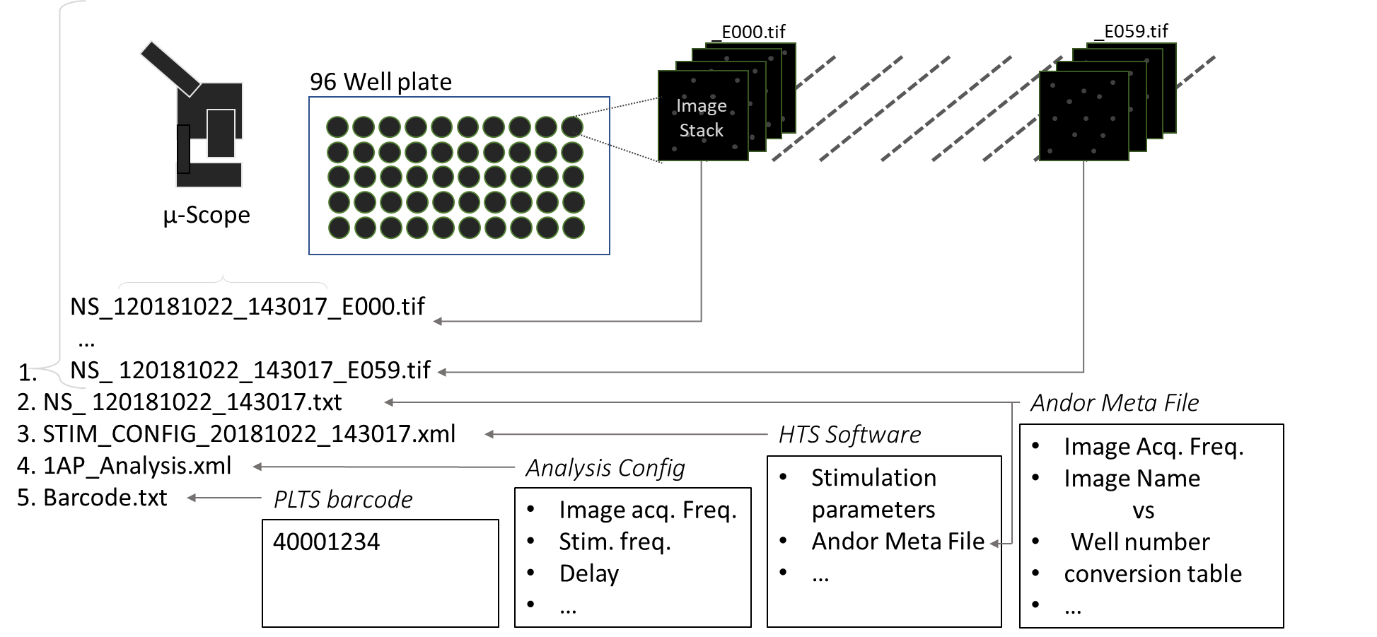 _E000.tif
_E059.tif
96 Well plate
Image
Stack
µ-Scope
NS_120181022_143017_E000.tif
...
1. NS_ 120181022_143017_E059.tif
2. NS_ 120181022_143017.txt
Andor Meta File
3. STIM_CONFIG_20181022_143017.xml
HTS Software
4. 1AP_Analysis.xml
Analysis Config
5. Barcode.txt
PLTS barcode
40001234
• Image acq. Freq.
• Stim. freq.
• Delay
• ...
• Stimulation
parameters
• Andor Meta File
• ...
• Image Acq. Freq.
• Image Name
vs
• Well number
• conversion table
• ...